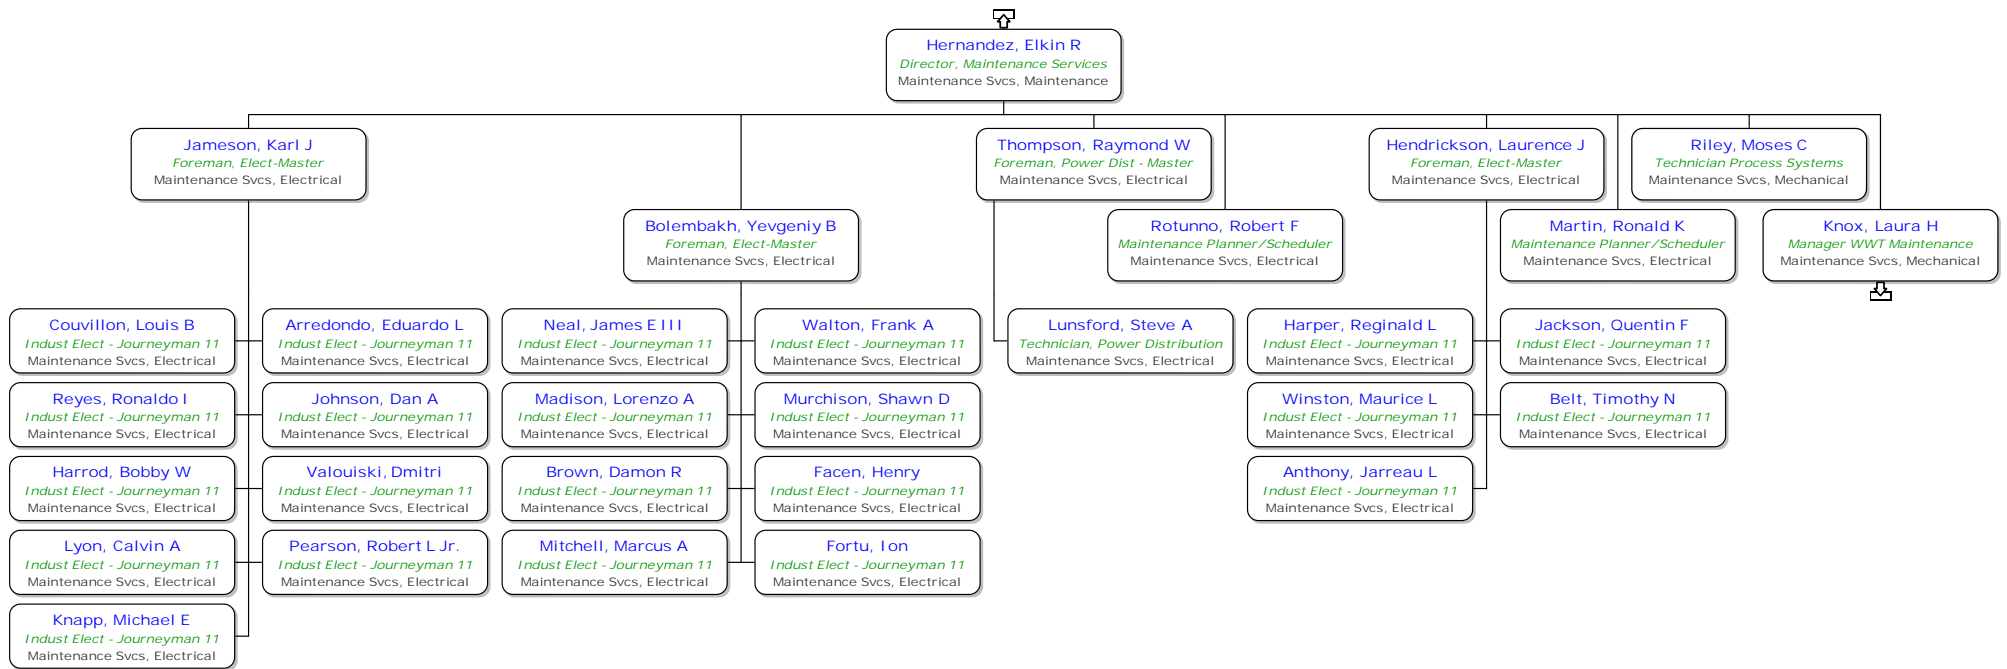 Hernandez, Elkin R
Director, Maintenance Services
Maintenance Svcs, Maintenance
Jameson, Karl J
Foreman, Elect-Master
Maintenance Svcs, Electrical
Thompson, Raymond W
Foreman, Power Dist - Master
Maintenance Svcs, Electrical
Hendrickson, Laurence J
Foreman, Elect-Master
Maintenance Svcs, Electrical
Riley, Moses C
Technician Process Systems
Maintenance Svcs, Mechanical
Bolembakh, Yevgeniy B
Foreman, Elect-Master
Maintenance Svcs, Electrical
Rotunno, Robert F
Maintenance Planner/Scheduler
Maintenance Svcs, Electrical
Martin, Ronald K
Maintenance Planner/Scheduler
Maintenance Svcs, Electrical
Knox, Laura H
Manager WWT Maintenance
Maintenance Svcs, Mechanical
Couvillon, Louis B
Indust Elect - Journeyman 11
Maintenance Svcs, Electrical
Arredondo, Eduardo L
Indust Elect - Journeyman 11
Maintenance Svcs, Electrical
Neal, James E III
Indust Elect - Journeyman 11
Maintenance Svcs, Electrical
Walton, Frank A
Indust Elect - Journeyman 11
Maintenance Svcs, Electrical
Lunsford, Steve A
Technician, Power Distribution
Maintenance Svcs, Electrical
Harper, Reginald L
Indust Elect - Journeyman 11
Maintenance Svcs, Electrical
Jackson, Quentin F
Indust Elect - Journeyman 11
Maintenance Svcs, Electrical
Reyes, Ronaldo I
Indust Elect - Journeyman 11
Maintenance Svcs, Electrical
Johnson, Dan A
Indust Elect - Journeyman 11
Maintenance Svcs, Electrical
Madison, Lorenzo A
Indust Elect - Journeyman 11
Maintenance Svcs, Electrical
Murchison, Shawn D
Indust Elect - Journeyman 11
Maintenance Svcs, Electrical
Winston, Maurice L
Indust Elect - Journeyman 11
Maintenance Svcs, Electrical
Belt, Timothy N
Indust Elect - Journeyman 11
Maintenance Svcs, Electrical
Harrod, Bobby W
Indust Elect - Journeyman 11
Maintenance Svcs, Electrical
Valouiski, Dmitri
Indust Elect - Journeyman 11
Maintenance Svcs, Electrical
Brown, Damon R
Indust Elect - Journeyman 11
Maintenance Svcs, Electrical
Facen, Henry
Indust Elect - Journeyman 11
Maintenance Svcs, Electrical
Anthony, Jarreau L
Indust Elect - Journeyman 11
Maintenance Svcs, Electrical
Lyon, Calvin A
Indust Elect - Journeyman 11
Maintenance Svcs, Electrical
Pearson, Robert L Jr.
Indust Elect - Journeyman 11
Maintenance Svcs, Electrical
Mitchell, Marcus A
Indust Elect - Journeyman 11
Maintenance Svcs, Electrical
Fortu, Ion
Indust Elect - Journeyman 11
Maintenance Svcs, Electrical
Knapp, Michael E
Indust Elect - Journeyman 11
Maintenance Svcs, Electrical